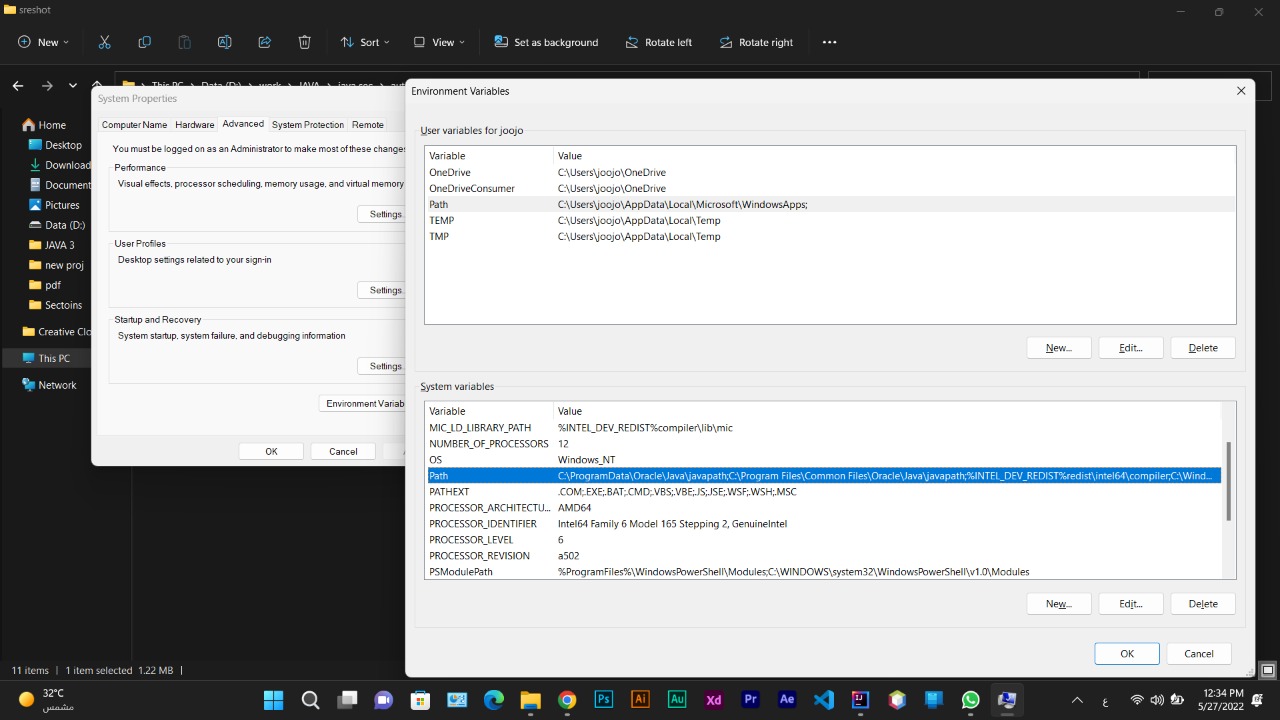 sreshot
New
Sort
View
Set as background
Rotate left
Rotate right
This PC Data (D:) work JAVA java ses
Home
Desktop
Download
Document
Pictures
Data (D:)
JAVA 3
new proj
pdf
Sectoins
Creative Clo
This PC
Network
System Properties
Computer Name Hardware Advanced System Protection Remote
You must be logged on as an Administrator to make most of these changes
Performance
Visual effects, processor scheduling, memory usage, and virtual memory
Settings.
User Profiles
Desktop settings related to your sign-in
Settings.
Startup and Recovery
System startup, system failure, and debugging information
Settings.
Environment Variab
OK Cancel
Environment Variables
User variables for joojo
Variable Value
OneDrive C:\Users\joojo\OneDrive
OneDriveConsumer C:\Users\joojo\OneDrive
Path C:\Users\joojo\AppData\Local\Microsoft\WindowsApps;
TEMP C:\Users\joojo\AppData\Local\Temp
TMP C:\Users\joojo\AppData\Local\Temp
New... Edit... Delete
System variables
Variable Value
MIC_LD_LIBRARY_PATH %INTEL_DEV_REDIST%compiler\lib\mic
NUMBER_OF_PROCESSORS 12
OS Windows_NT
Path C:\ProgramData\Oracle\Java\javapath;C:\Program Files\Common Files\Oracle\Java\javapath;%INTEL_DEV_REDIST%redist\intel64\compiler;C:\Wind...
PATHEXT .COM;.EXE;.BAT;.CMD;.VBS;.VBE;.JS;.JSE;.WSF;.WSH;.MSC
PROCESSOR_ARCHITECTU... AMD64
PROCESSOR_IDENTIFIER Intel64 Family 6 Model 165 Stepping 2, GenuineIntel
PROCESSOR_LEVEL 6
PROCESSOR_REVISION a502
PSModulePath %ProgramFiles%\WindowsPowerShell\Modules;C:\WINDOWS\system32\WindowsPowerShell\v1.0\Modules
New... Edit... Delete
OK Cancel
11 items 1 item selected 1.22 MB
32°C
مشمس
Ps Ai Au Xd Pr Ae
ع
12:34 PM
5/27/2022